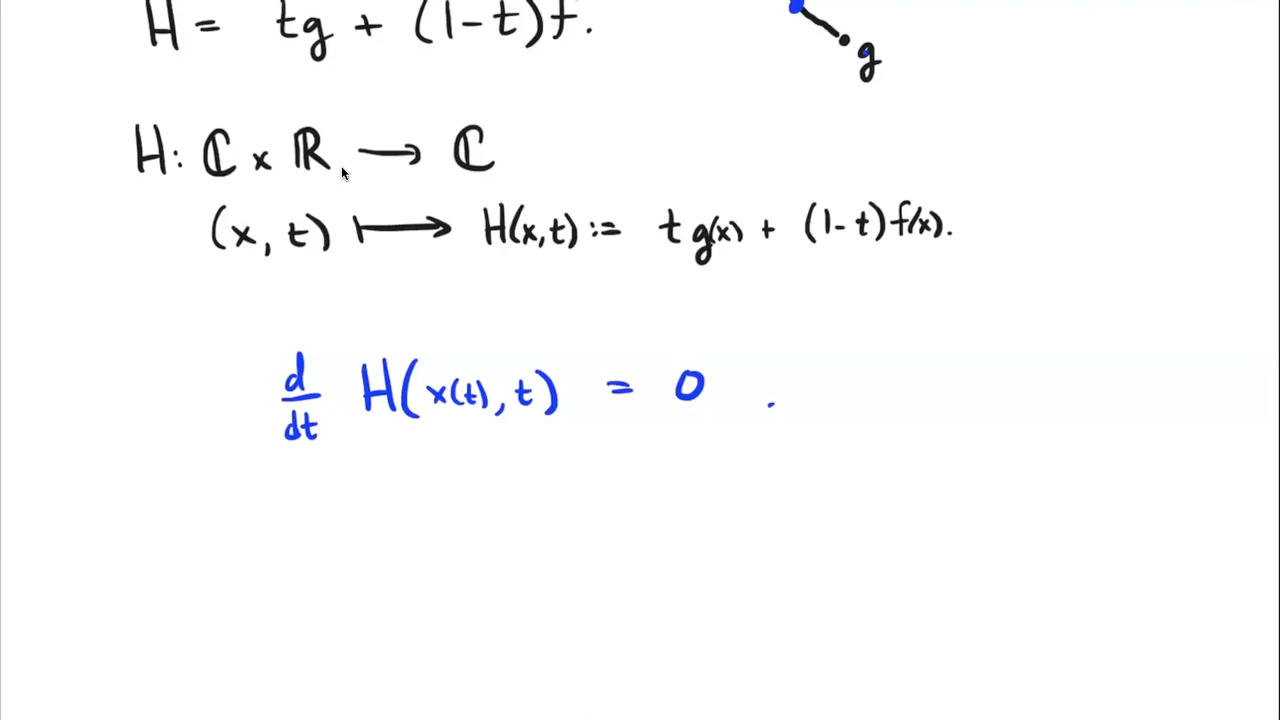 H = tg + (1-t)f.
g
H: ℂ × ℝ ⟶ ℂ
(x, t) ⟼ H(x,t) := t g(x) + (1-t) f(x).
d/dt H(x(t), t) = 0 .